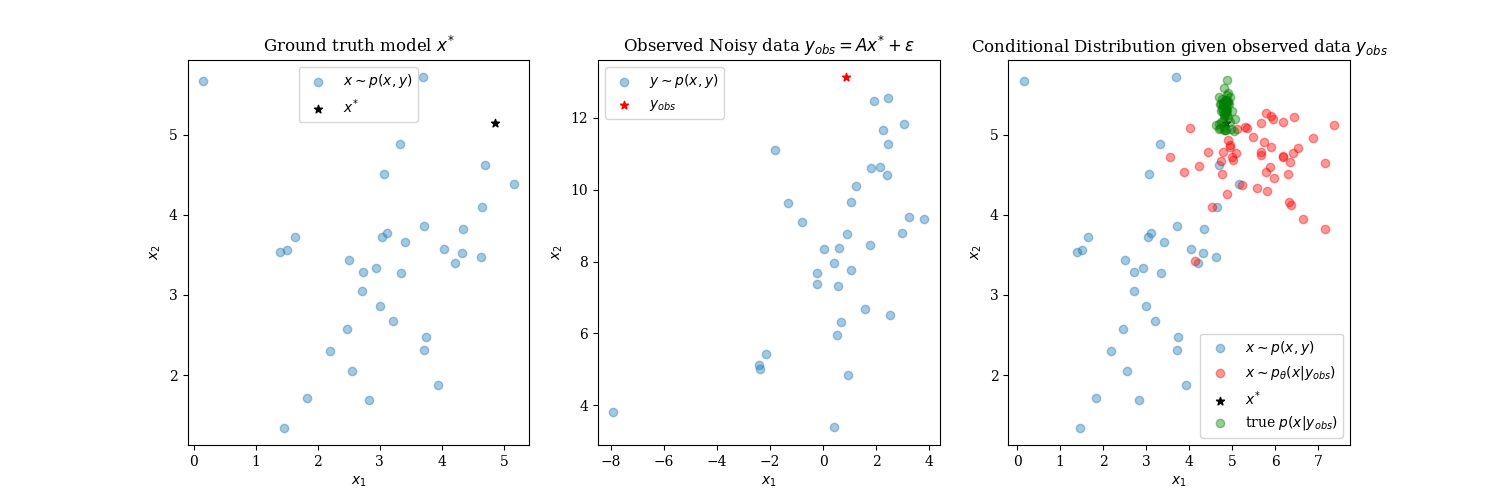 Ground truth model x*
x ~ p(x, y)
x*
x₂
5
4
3
2
0 1 2 3 4 5
x₁
Observed Noisy data y_obs = Ax* + ε
y ~ p(x, y)
y_obs
x₂
12
10
8
6
4
−8 −6 −4 −2 0 2 4
x₁
Conditional Distribution given observed data y_obs
x₂
5
4
3
2
x ~ p(x, y)
x ~ p_θ(x|y_obs)
x*
true p(x|y_obs)
0 1 2 3 4 5 6 7
x₁